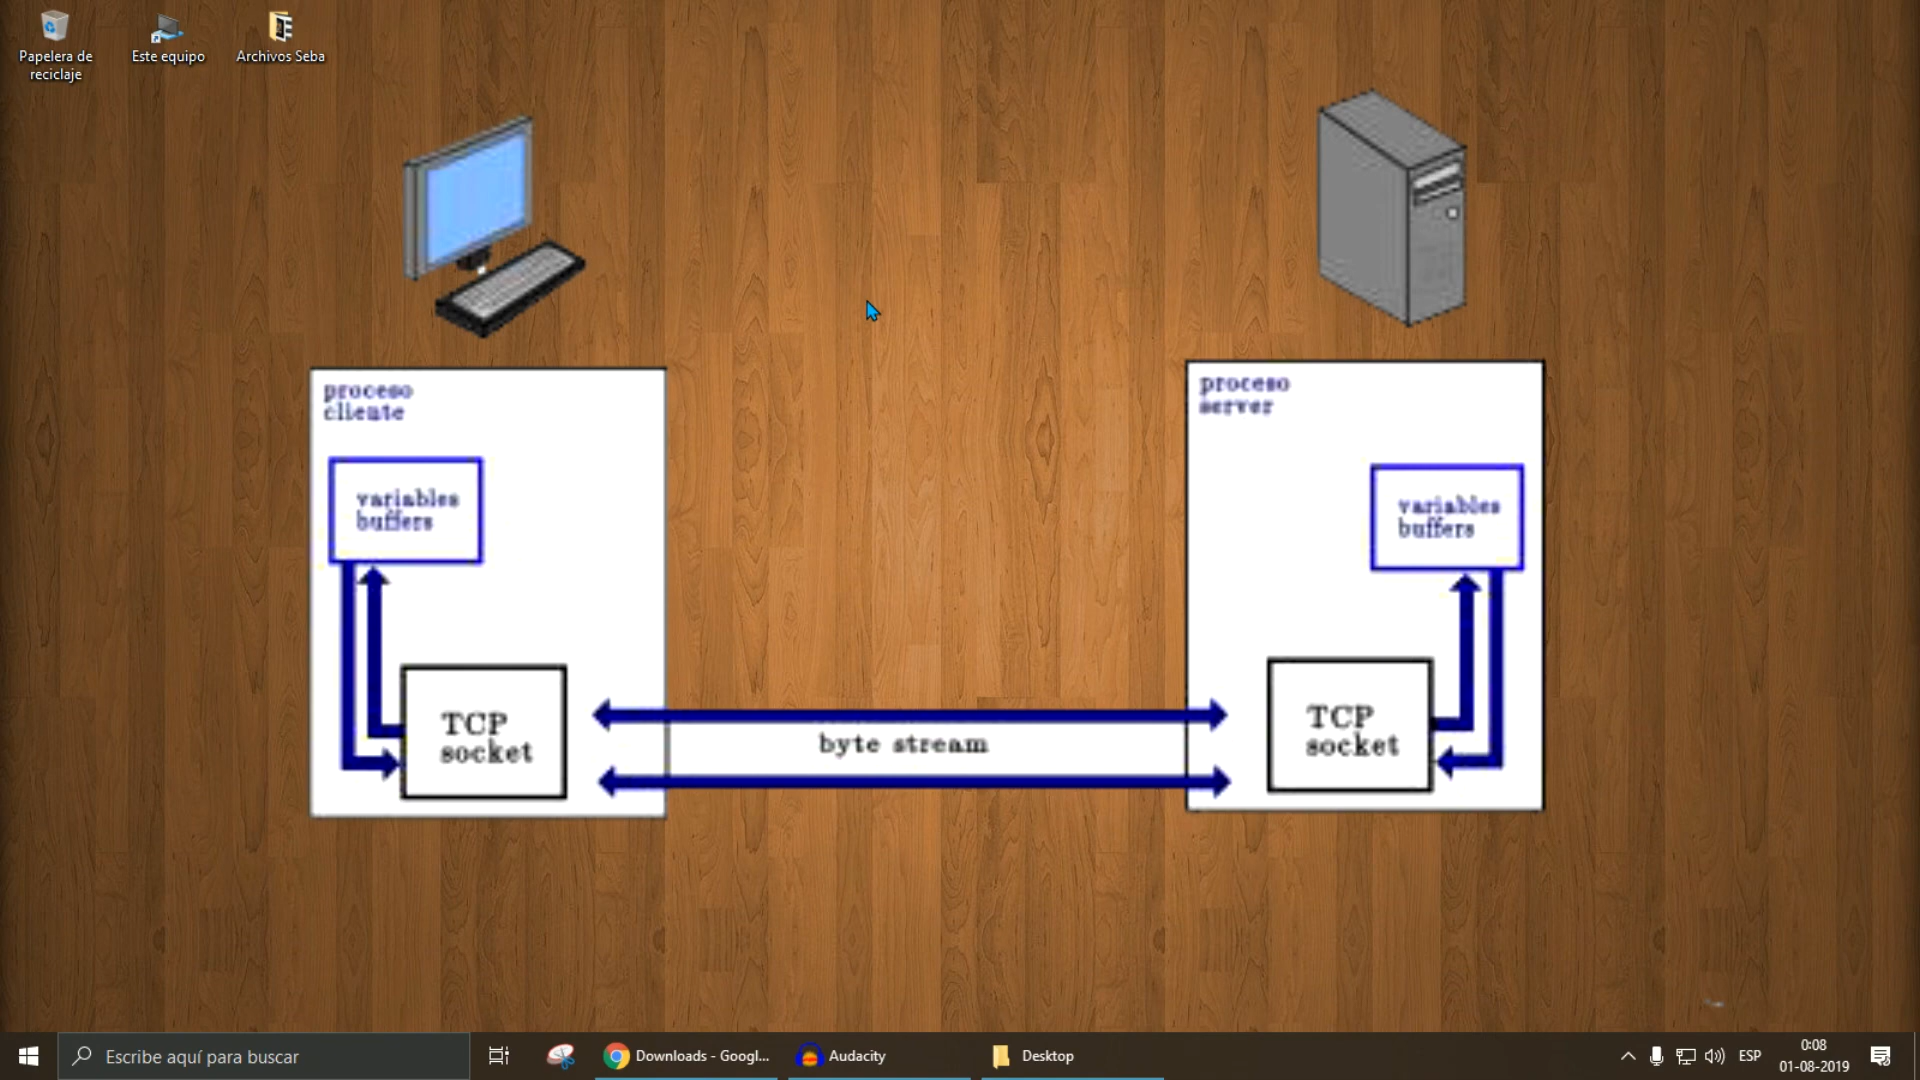 Papelera de
reciclaje
Este equipo
Archivos Seba
proceso
cliente
variables
buffers
TCP
socket
byte stream
proceso
server
variables
buffers
TCP
socket
Escribe aquí para buscar
Downloads - Googl...
Audacity
Desktop
ESP
0:08
01-08-2019